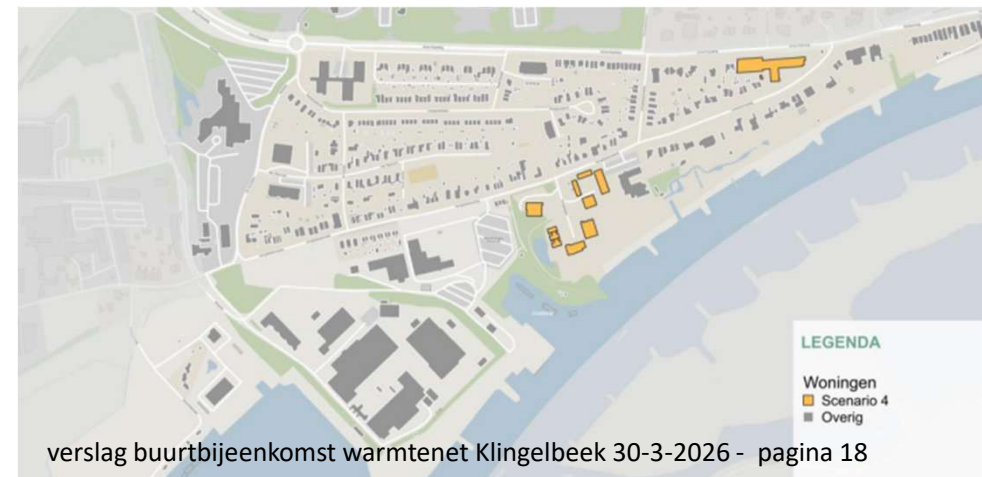 LEGENDA
Woningen
Scenario 4
Overig
verslag buurtbijeenkomst warmtenet Klingelbeek 30-3-2026 - pagina 18